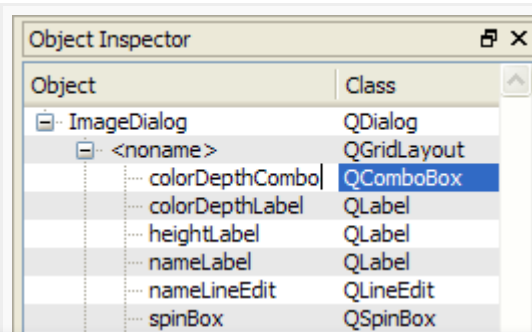 Object Inspector
Object Class
ImageDialog QDialog
<noname> QGridLayout
colorDepthCombo QComboBox
colorDepthLabel QLabel
heightLabel QLabel
nameLabel QLabel
nameLineEdit QLineEdit
spinBox QSpinBox